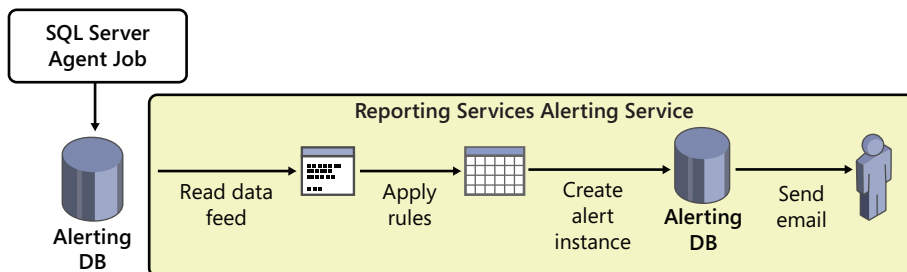 SQL Server
Agent Job
Reporting Services Alerting Service
Read data
feed
Apply
rules
Create
alert
instance
Send
email
Alerting
DB
Alerting
DB